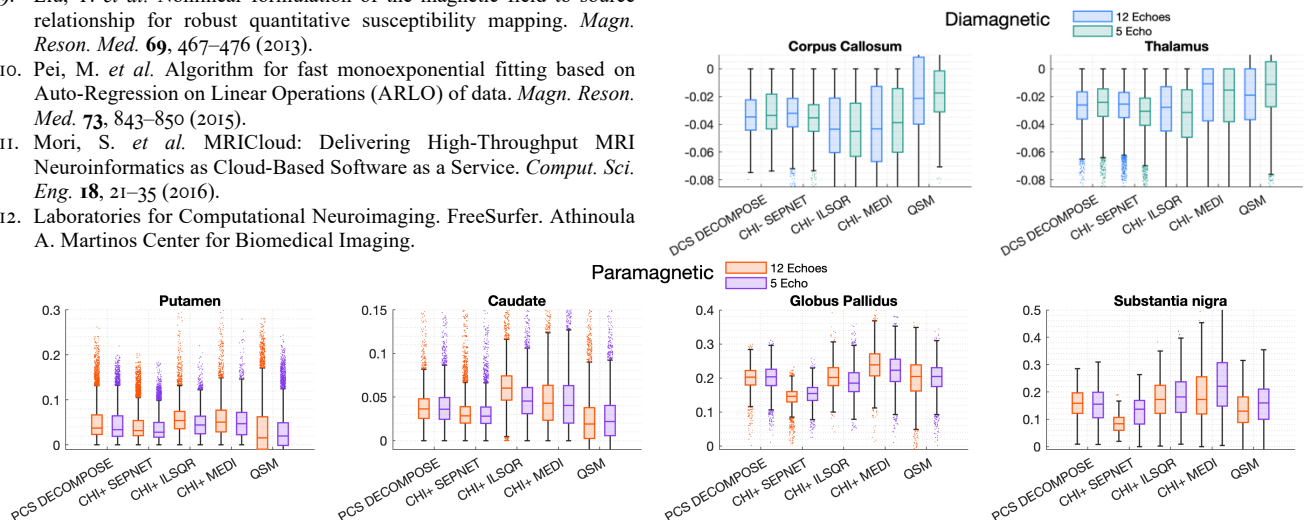 9. Liu, T. et al. Nonlinear formulation of the magnetic field to source
relationship for robust quantitative susceptibility mapping. Magn.
Reson. Med. 69, 467–476 (2013).
10. Pei, M. et al. Algorithm for fast monoexponential fitting based on
Auto-Regression on Linear Operations (ARLO) of data. Magn. Reson.
Med. 73, 843–850 (2015).
11. Mori, S. et al. MRICloud: Delivering High-Throughput MRI
Neuroinformatics as Cloud-Based Software as a Service. Comput. Sci.
Eng. 18, 21–35 (2016).
12. Laboratories for Computational Neuroimaging. FreeSurfer. Athinoula
A. Martinos Center for Biomedical Imaging.
Diamagnetic
12 Echoes
5 Echo
Corpus Callosum
0
-0.02
-0.04
-0.06
-0.08
DCS DECOMPOSE
CHI- SEPNET
CHI- ILSQR
CHI- MEDI
QSM
Thalamus
0
-0.02
-0.04
-0.06
-0.08
DCS DECOMPOSE
CHI- SEPNET
CHI- ILSQR
CHI- MEDI
QSM
Paramagnetic
12 Echoes
5 Echo
Putamen
0.3
0.2
0.1
0
PCS DECOMPOSE
CHI+ SEPNET
CHI+ ILSQR
CHI+ MEDI
QSM
Caudate
0.15
0.1
0.05
0
PCS DECOMPOSE
CHI+ SEPNET
CHI+ ILSQR
CHI+ MEDI
QSM
Globus Pallidus
0.4
0.3
0.2
0.1
0
PCS DECOMPOSE
CHI+ SEPNET
CHI+ ILSQR
CHI+ MEDI
QSM
Substantia nigra
0.5
0.4
0.3
0.2
0.1
0
PCS DECOMPOSE
CHI+ SEPNET
CHI+ ILSQR
CHI+ MEDI
QSM